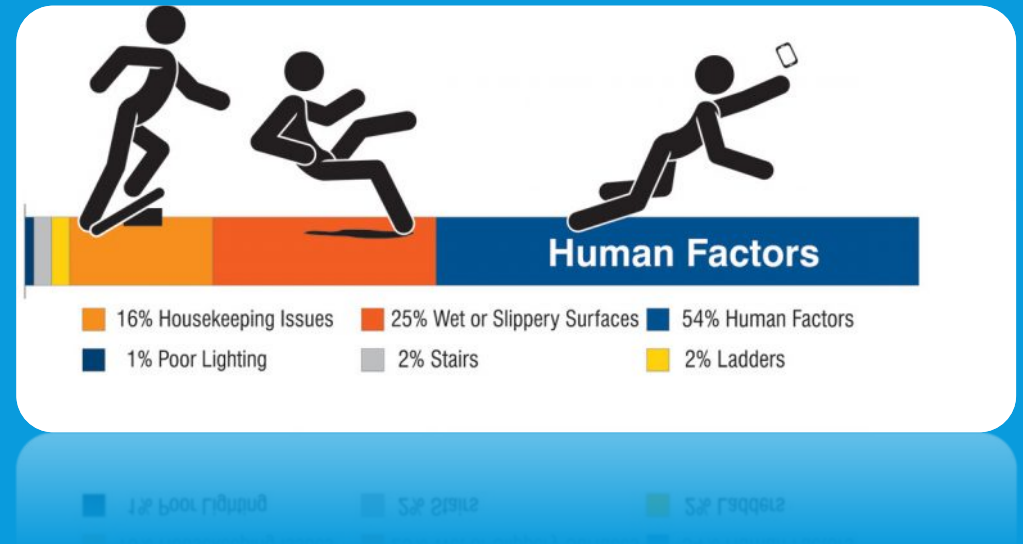 Human Factors
16% Housekeeping Issues 25% Wet or Slippery Surfaces 54% Human Factors
1% Poor Lighting 2% Stairs 2% Ladders